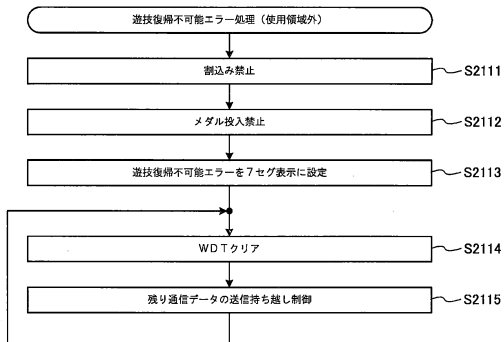 遊技復帰不可能エラー処理(使用領域外)
割込み禁止
S2111
メダル投入禁止
S2112
遊技復帰不可能エラーを7セグ表示に設定
S2113
WDTクリア
S2114
残り通信データの送信持ち越し制御
S2115